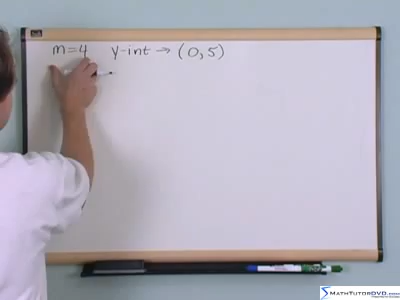 m=4 y-int → (0,5)
MATHTUTORDVD.COM